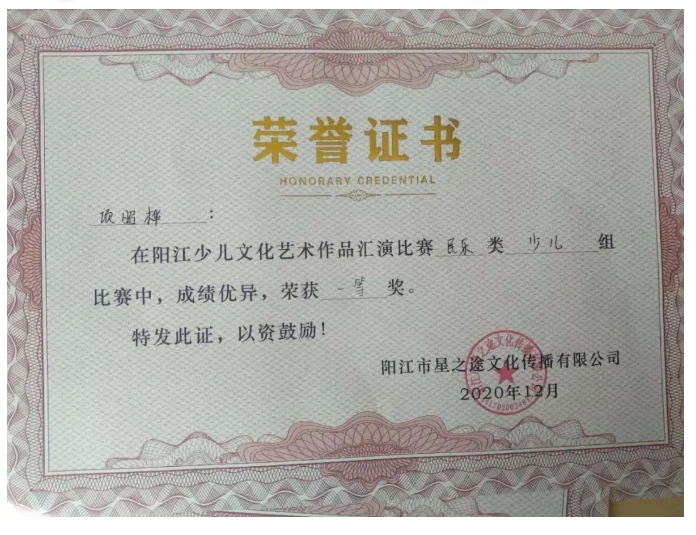 荣誉证书
HONORARY CREDENTIAL
昭桦：
在阳江少儿文化艺术作品汇演比赛 民乐 类 少儿 组
比赛中，成绩优异，荣获 一等 奖。
特发此证，以资鼓励！
阳江市星之途文化传播有限公司
2020年12月